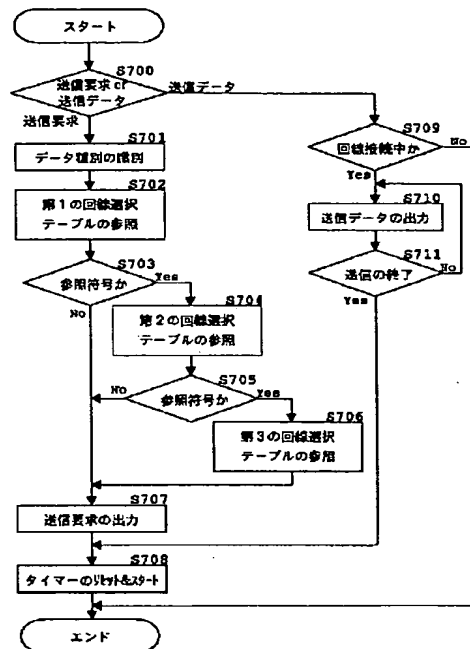 スタート
S700
送信要求 or
送信データ
送信データ
送信要求
S701
データ種別の識別
S702
第1の回線選択
テーブルの参照
S703
参照符号か
Yes
No
S704
第2の回線選択
テーブルの参照
S705
参照符号か
No
Yes
S706
第3の回線選択
テーブルの参照
S707
送信要求の出力
S708
タイマーのリセット&スタート
エンド
S709
回線接続中か
No
Yes
S710
送信データの出力
S711
送信の終了
No
Yes